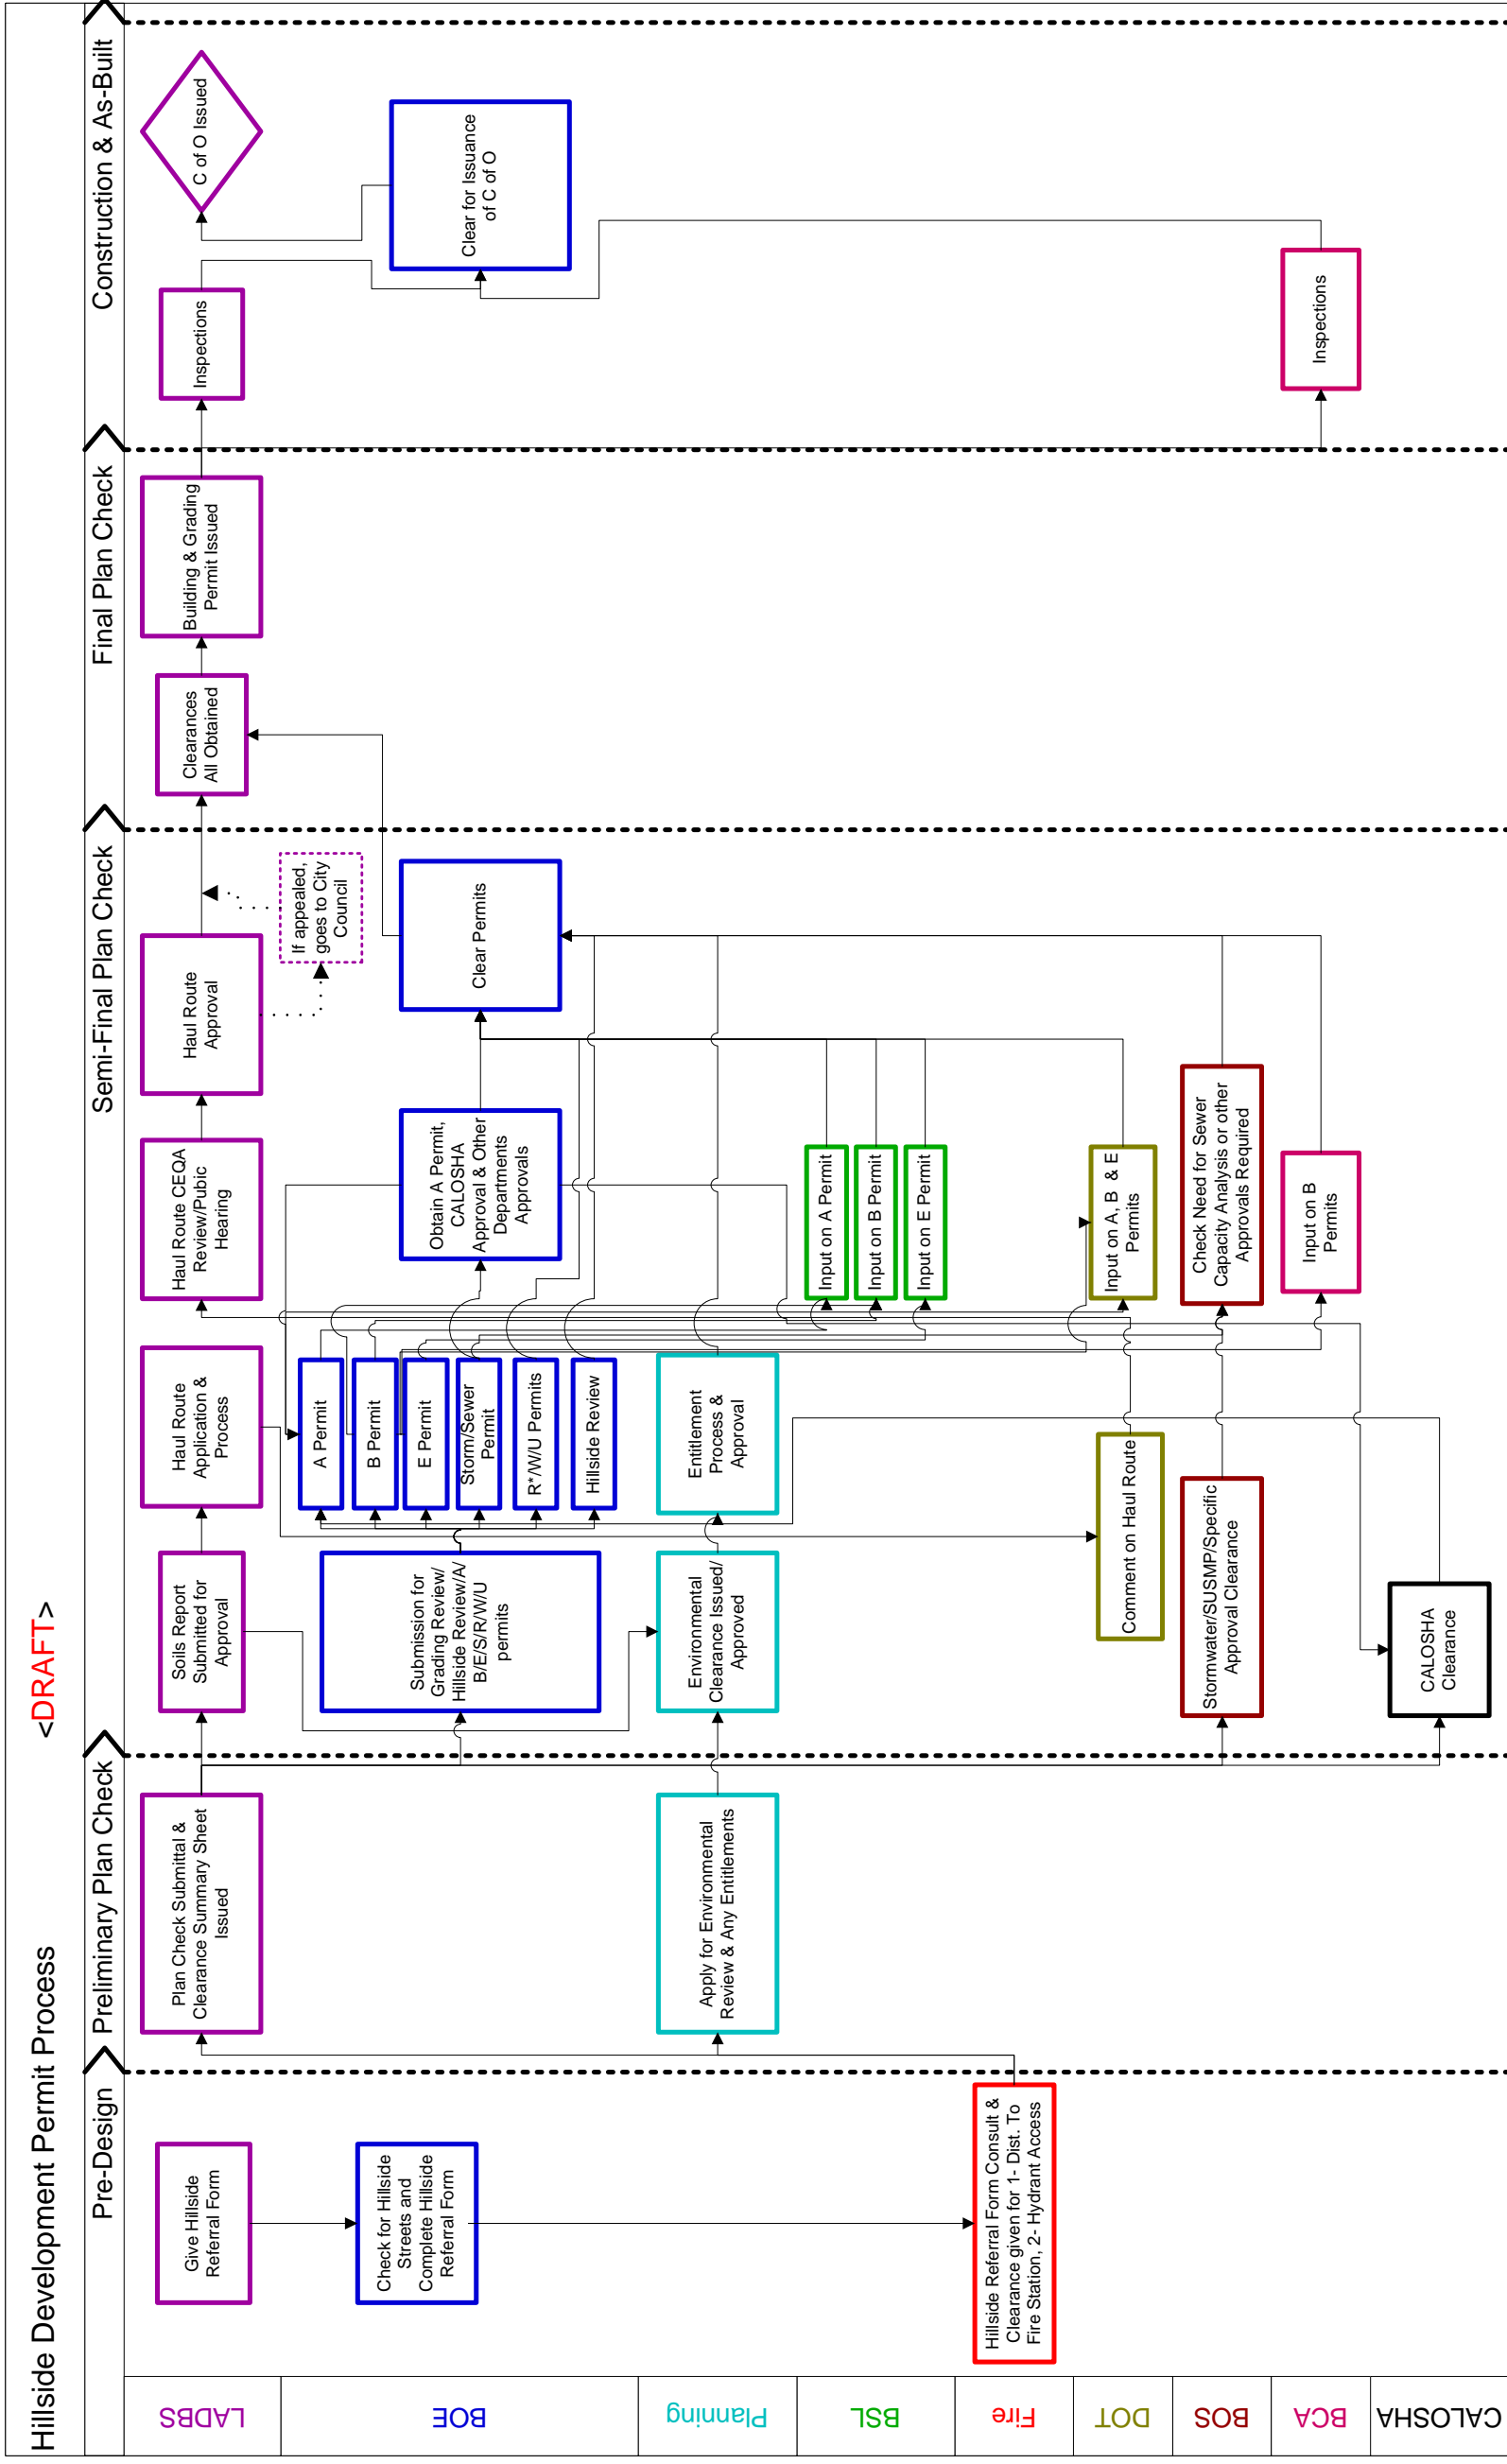 Hillside Development Permit Process
<DRAFT>
Pre-Design
Preliminary Plan Check
Semi-Final Plan Check
Final Plan Check
Construction & As-Built
LADBS
Give Hillside
Referral Form
Plan Check Submittal &
Clearance Summary Sheet
Issued
Soils Report
Submitted for
Approval
Haul Route
Application &
Process
Haul Route CEQA
Review/Pubic
Hearing
Haul Route
Approval
If appealed,
goes to City
Council
Clearances
All Obtained
Building & Grading
Permit Issued
Inspections
C of O Issued
BOE
Check for Hillside
Streets and
Complete Hillside
Referral Form
Submission for
Grading Review/
Hillside Review/A/
B/E/S/R/W/U
permits
A Permit
B Permit
E Permit
Storm/Sewer
Permit
R*/W/U Permits
Hillside Review
Obtain A Permit,
CALOSHA
Approval & Other
Departments
Approvals
Clear Permits
Clear for Issuance
of C of O
Planning
Apply for Environmental
Review & Any Entitlements
Environmental
Clearance Issued/
Approved
Entitlement
Process &
Approval
BSL
Input on A Permit
Input on B Permit
Input on E Permit
Fire
Hillside Referral Form Consult &
Clearance given for 1- Dist. To
Fire Station, 2- Hydrant Access
DOT
Comment on Haul Route
Input on A, B & E
Permits
BOS
Stormwater/SUSMP/Specific
Approval Clearance
Check Need for Sewer
Capacity Analysis or other
Approvals Required
BCA
Input on B
Permits
Inspections
CALOSHA
CALOSHA
Clearance